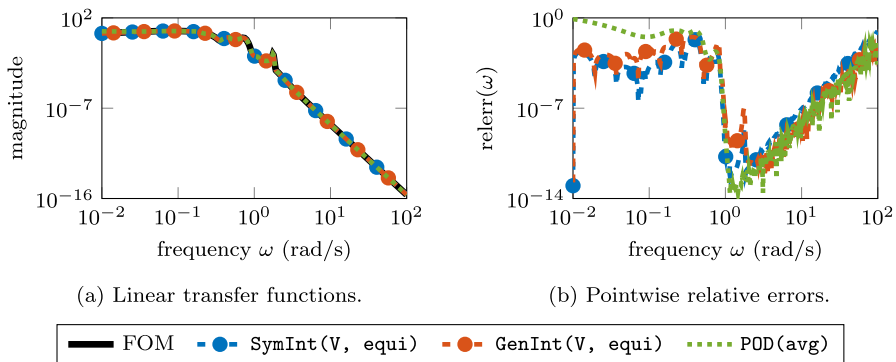 10^2
10^−7
10^−16
magnitude
10^−2 10^−1 10^0 10^1 10^2
frequency ω (rad/s)
(a) Linear transfer functions.
10^0
10^−7
10^−14
relerr(ω)
10^−2 10^−1 10^0 10^1 10^2
frequency ω (rad/s)
(b) Pointwise relative errors.
FOM SymInt(V, equi) GenInt(V, equi) POD(avg)